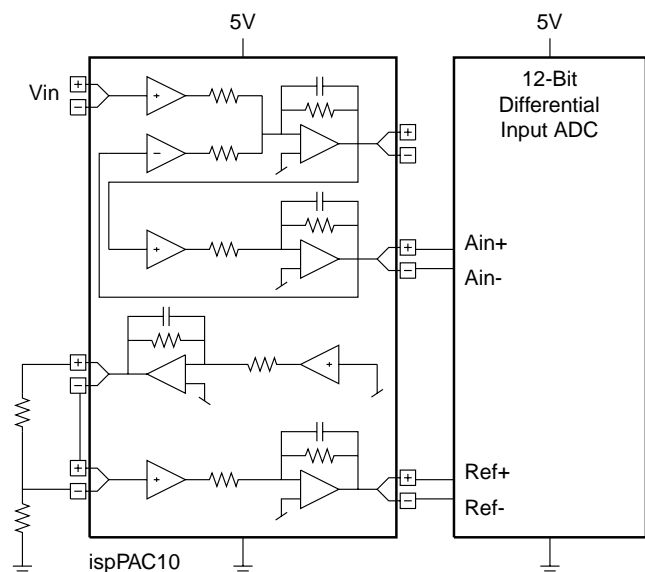 5V
5V
Vin
+
-
+
-
12-Bit
Differential
Input ADC
+
-
+
-
+
-
Ain+
Ain-
+
-
+
+
-
+
+
-
Ref+
Ref-
ispPAC10